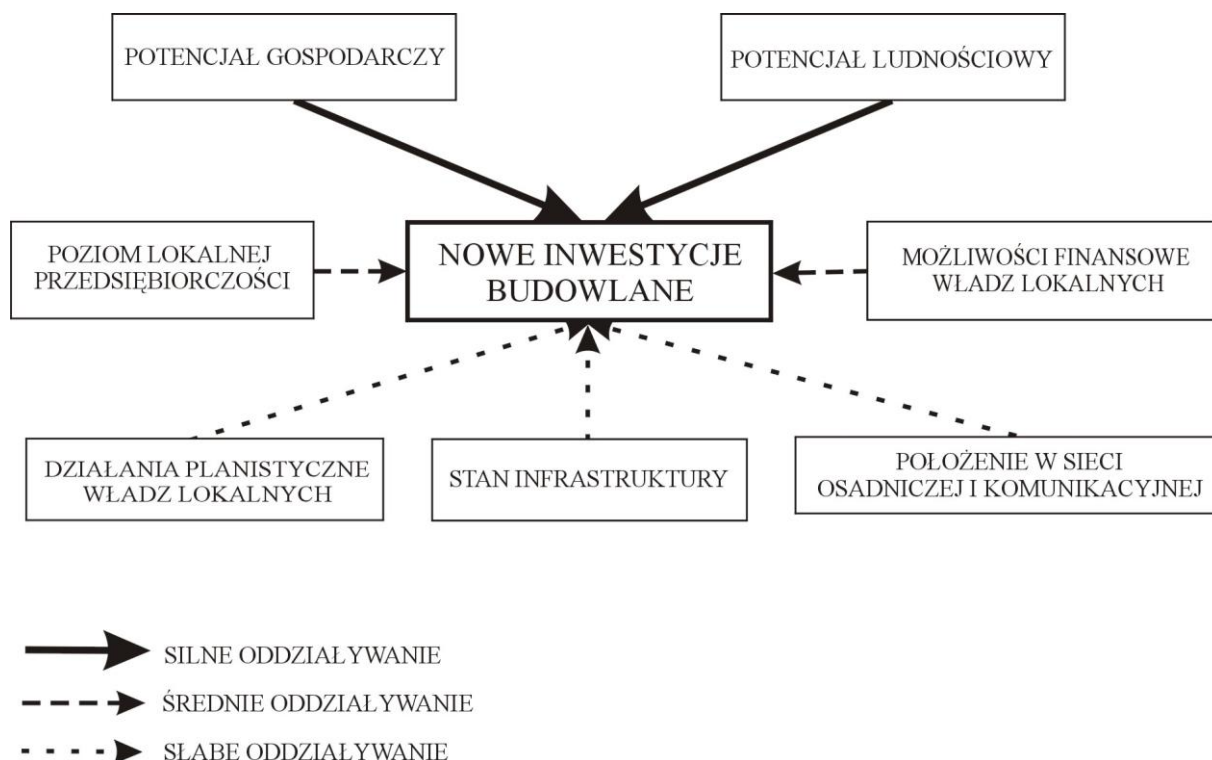 POTENCJAŁ GOSPODARCZY
POTENCJAŁ LUDNOŚCIOWY
POZIOM LOKALNEJ
PRZEDSIĘBIORCZOŚCI
NOWE INWESTYCJE
BUDOWLANE
MOŻLIWOŚCI FINANSOWE
WŁADZ LOKALNYCH
DZIAŁANIA PLANISTYCZNE
WŁADZ LOKALNYCH
STAN INFRASTRUKTURY
POŁOŻENIE W SIECI
OSADNICZEJ I KOMUNIKACYJNEJ
SILNE ODDZIAŁYWANIE
ŚREDNIE ODDZIAŁYWANIE
SŁABE ODDZIAŁYWANIE